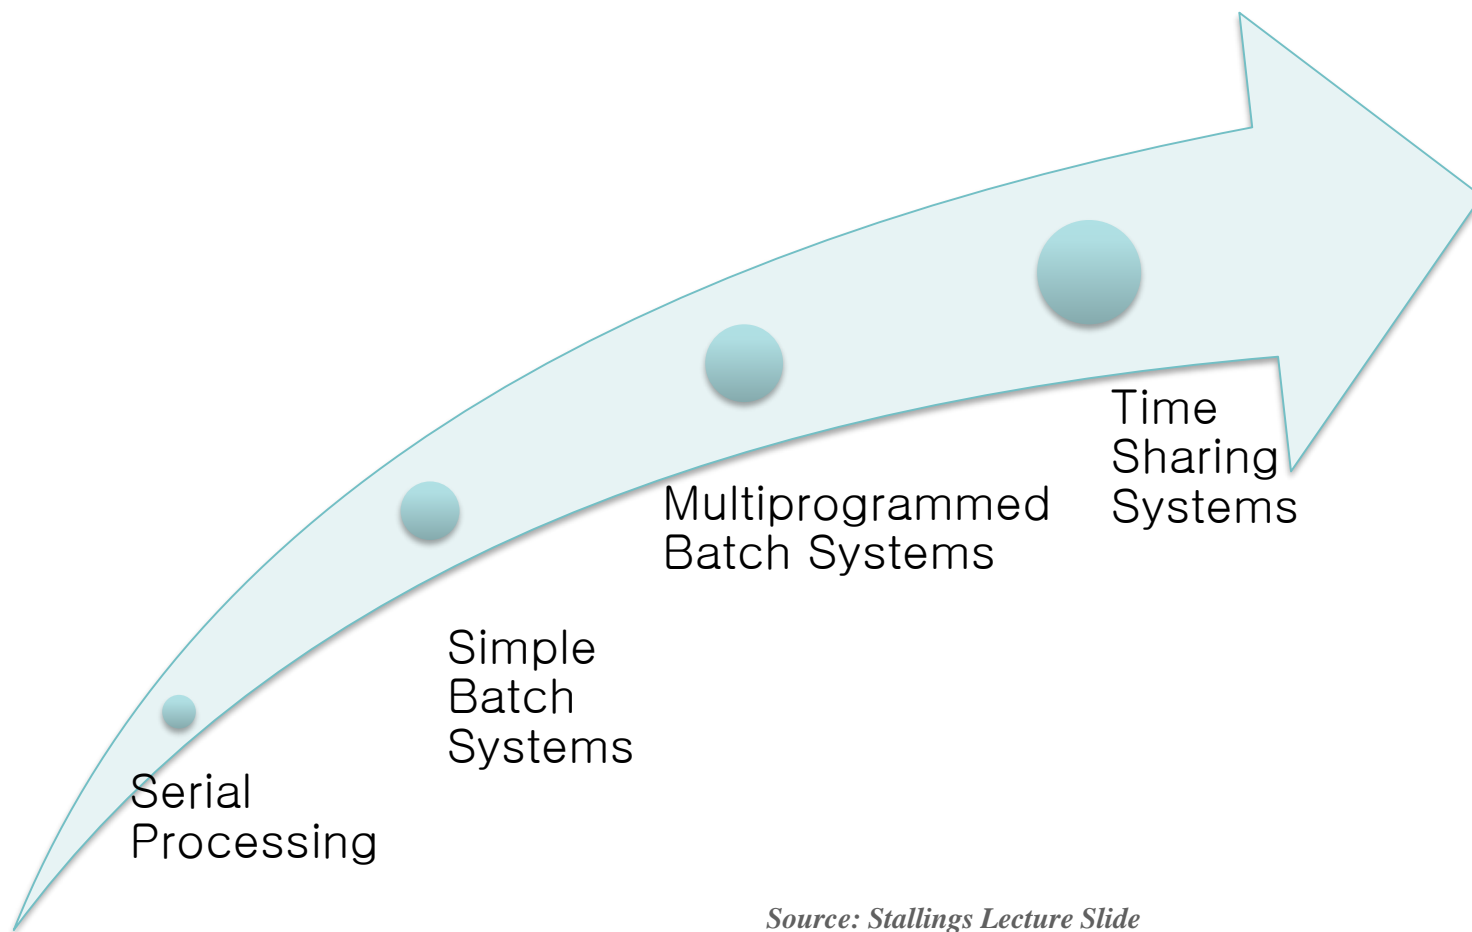 Serial
Processing
Simple
Batch
Systems
Multiprogrammed
Batch Systems
Time
Sharing
Systems
Source: Stallings Lecture Slide